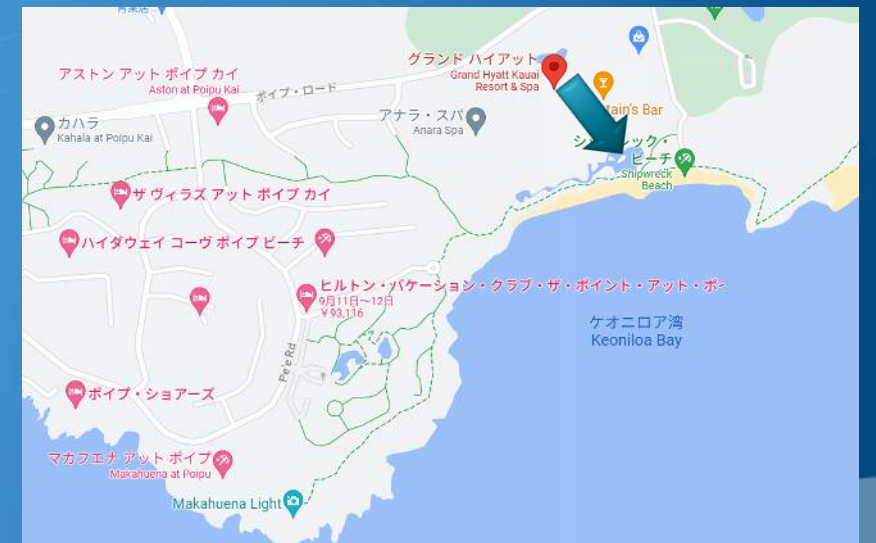 グランド ハイアット
Grand Hyatt Kauai
Resort & Spa
アストン アット ポイプ カイ
Aston at Poipu Kai
ポイプ・ロード
カハラ
Kahala at Poipu Kai
アナラ・スパ
Anara Spa
tain's Bar
ビーチ
Shipwreck
Beach
ザ ヴィラズ アット ポイプ カイ
ハイダウェイ コーヴ ポイプ ビーチ
ヒルトン・バケーション・クラブ・ザ・ポイント・アット・ポ
9月11日~12日
¥93,116
ケオニロア湾
Keoniloa Bay
Pe'e Rd
ポイプ・ショアーズ
マカフエナ アット ポイプ
Makahuena at Poipu
Makahuena Light